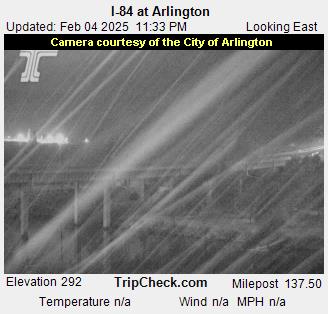 I-84 at Arlington
Updated: Feb 04 2025 11:33 PM Looking East
Camera courtesy of the City of Arlington
Elevation 292 TripCheck.com Milepost 137.50
Temperature n/a Wind n/a MPH n/a